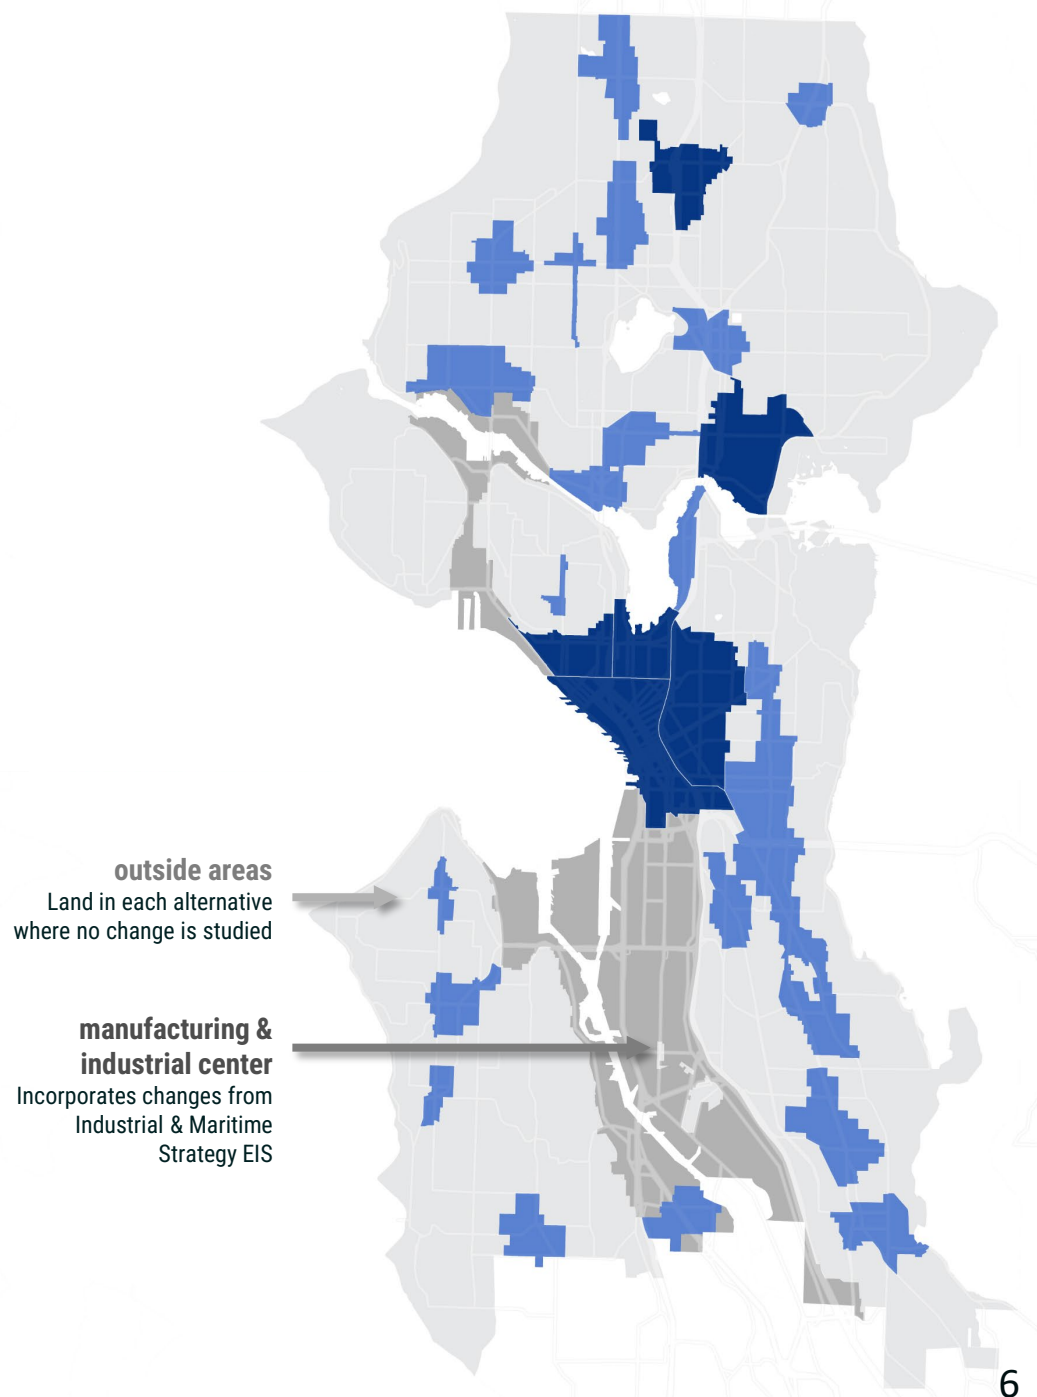 outside areas
Land in each alternative
where no change is studied
manufacturing &
industrial center
Incorporates changes from
Industrial & Maritime
Strategy EIS
6